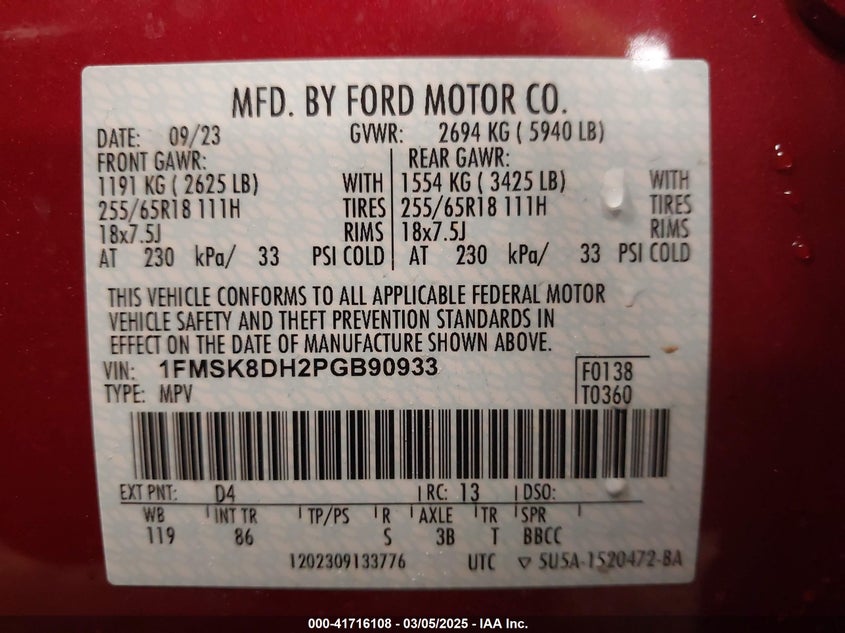 MFD. BY FORD MOTOR CO.
DATE: 09/23 GVWR: 2694 KG ( 5940 LB)
FRONT GAWR: REAR GAWR:
1191 KG ( 2625 LB) WITH 1554 KG ( 3425 LB) WITH
255/65R18 111H TIRES 255/65R18 111H TIRES
18x7.5J RIMS 18x7.5J RIMS
AT 230 kPa/ 33 PSI COLD AT 230 kPa/ 33 PSI COLD
THIS VEHICLE CONFORMS TO ALL APPLICABLE FEDERAL MOTOR
VEHICLE SAFETY AND THEFT PREVENTION STANDARDS IN
EFFECT ON THE DATE OF MANUFACTURE SHOWN ABOVE.
VIN: 1FMSK8DH2PGB90933 F0138
TYPE: MPV T0360
EXT PNT: D4 RC: 13 DSO:
WB INT TR TP/PS R AXLE TR SPR
119 86 S 3B T BBCC
1202309133776 UTC ▽ SU5A-1520472-BA
000-41716108 - 03/05/2025 - IAA Inc.